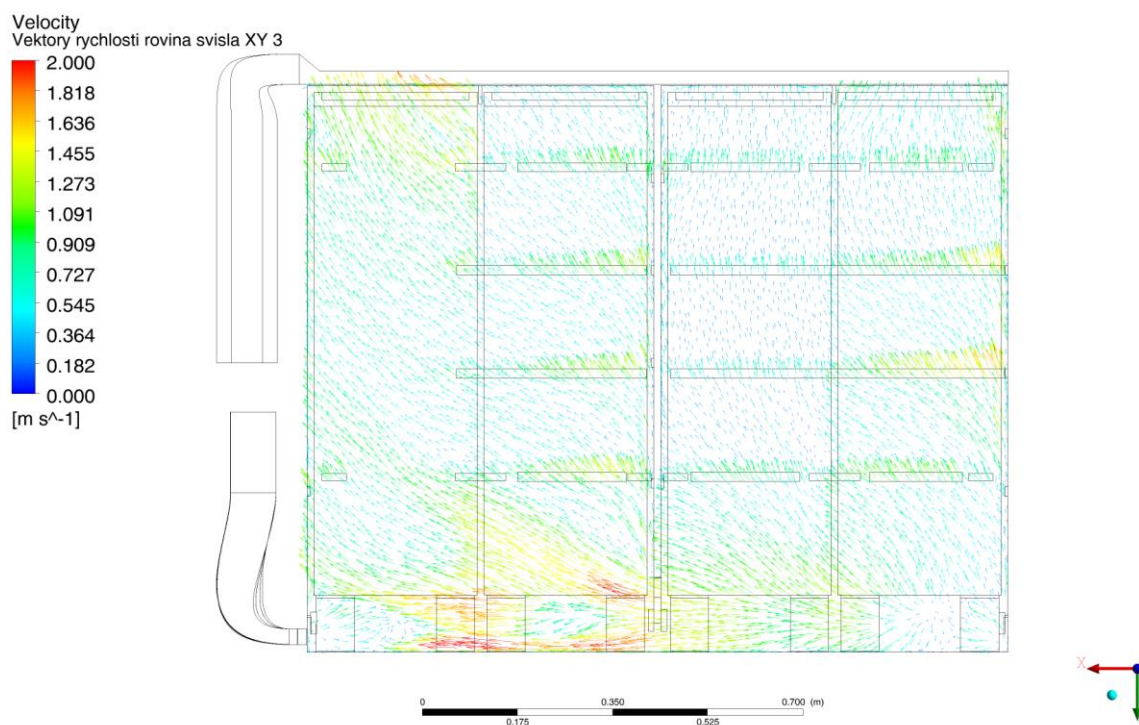 Velocity
Vektory rychlosti rovina svisla XY 3
2.000
1.818
1.636
1.455
1.273
1.091
0.909
0.727
0.545
0.364
0.182
0.000
[m s^-1]
X
0 0.350 0.700 (m)
0.175 0.525